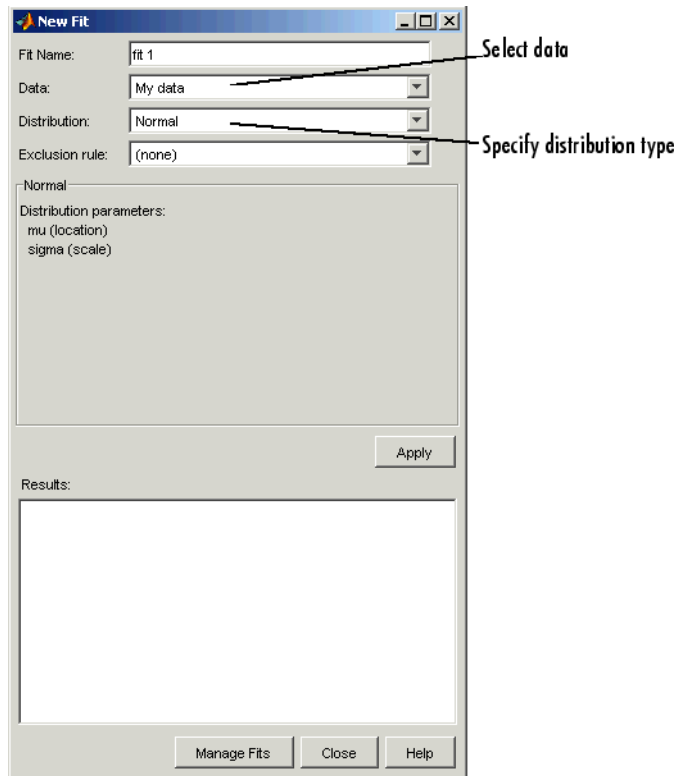 New Fit
Fit Name: fit 1
Select data
Data: My data
Distribution: Normal
Specify distribution type
Exclusion rule: (none)
Normal
Distribution parameters:
mu (location)
sigma (scale)
Apply
Results:
Manage Fits Close Help